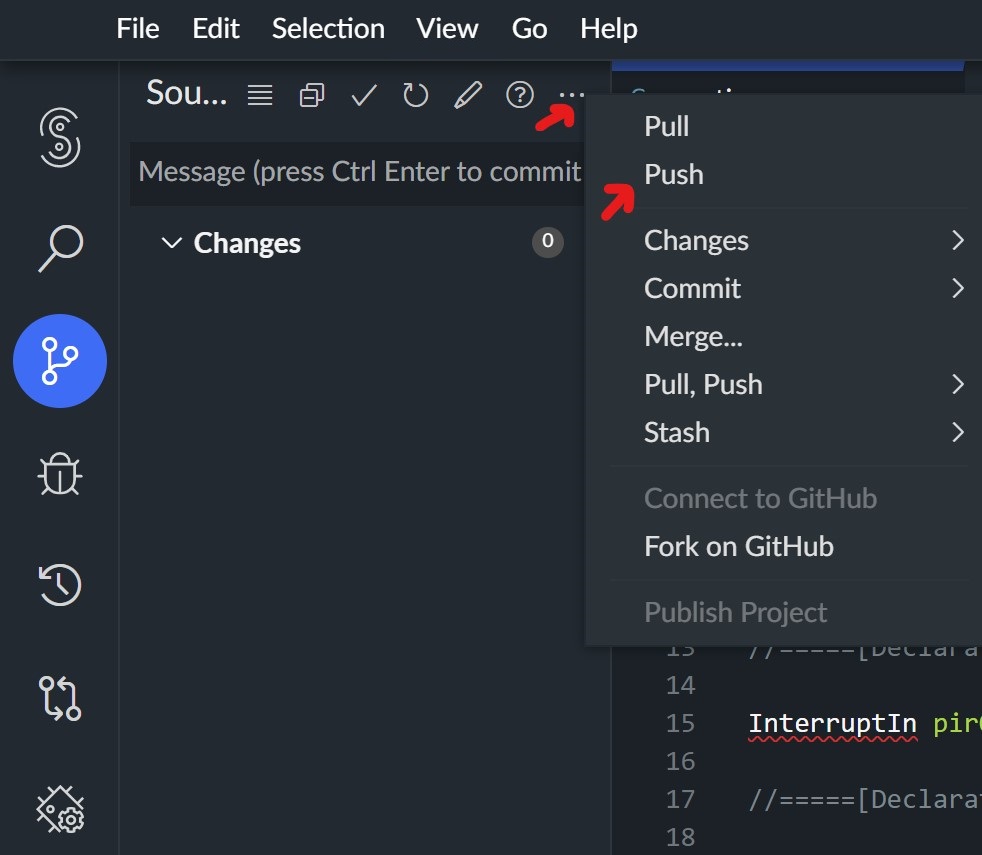 File Edit Selection View Go Help
Sou...
Message (press Ctrl Enter to commit
Changes 0
Pull
Push
Changes
Commit
Merge...
Pull, Push
Stash
Connect to GitHub
Fork on GitHub
Publish Project
13 //=====[Declara
14
15 InterruptIn pir
16
17 //=====[Declara
18